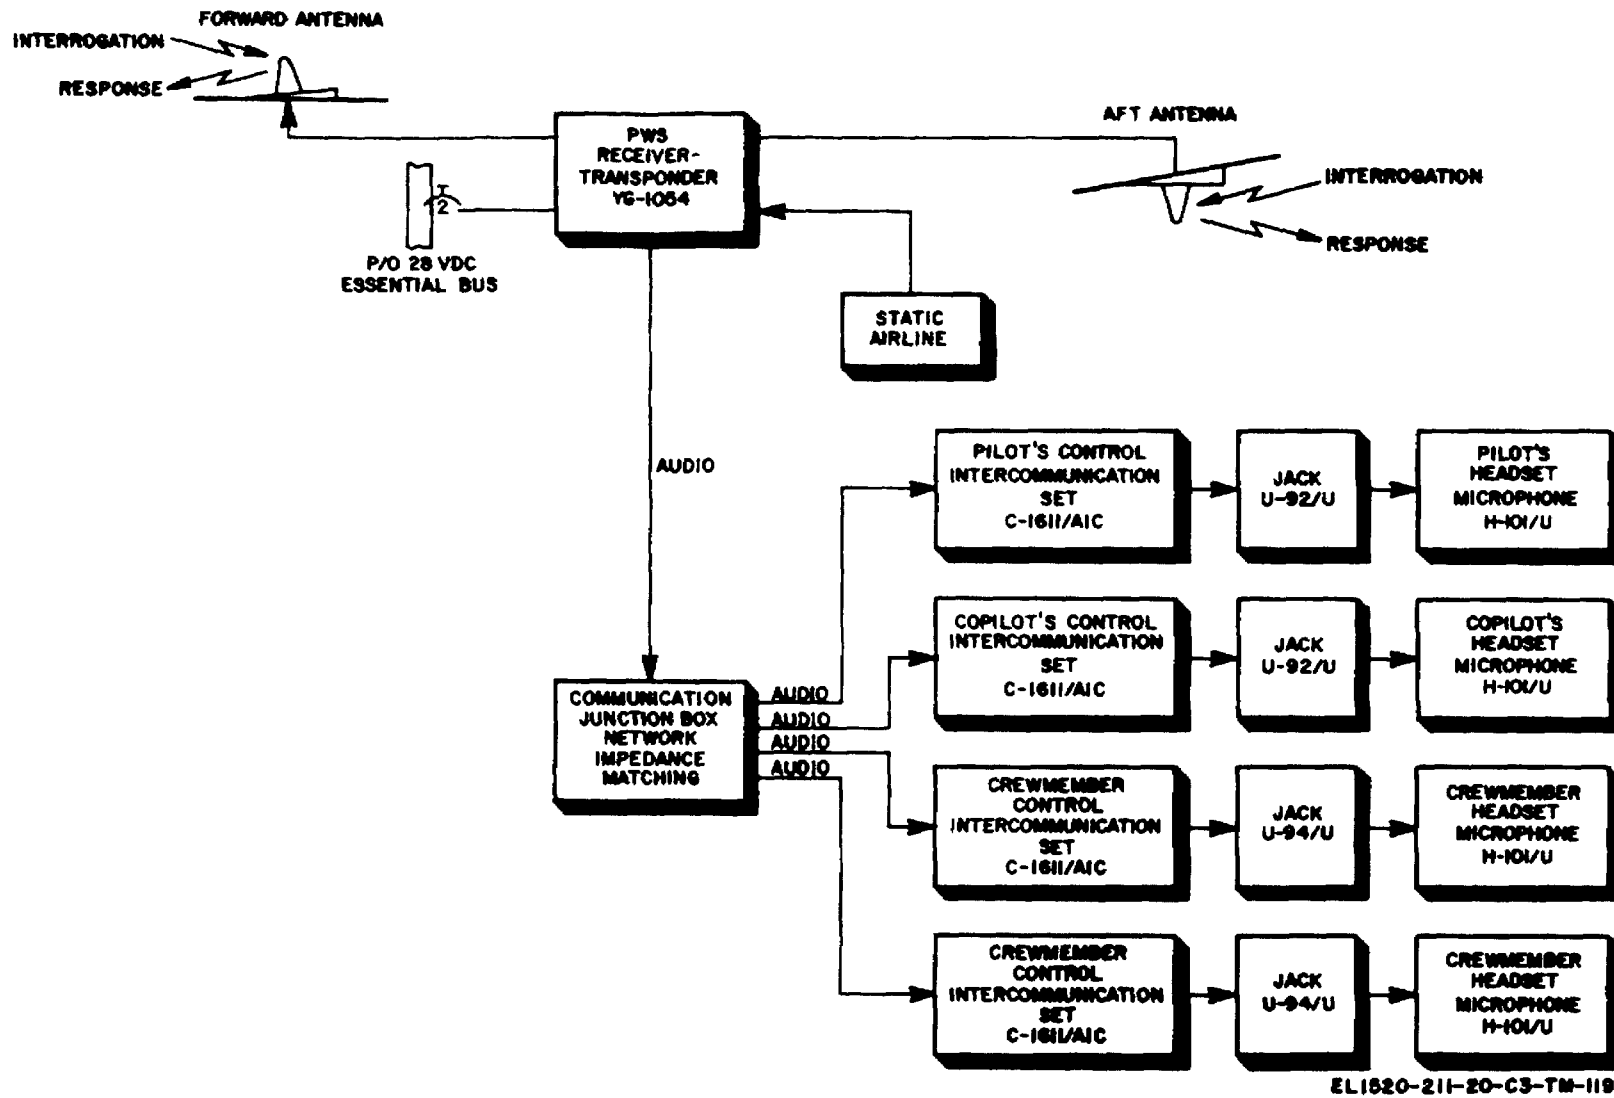 FORWARD ANTENNA
INTERROGATION
RESPONSE
PWS
RECEIVER-
TRANSPONDER
YG-1054
AFT ANTENNA
INTERROGATION
RESPONSE
2
P/O 28 VDC
ESSENTIAL BUS
STATIC
AIRLINE
AUDIO
COMMUNICATION
JUNCTION BOX
NETWORK
IMPEDANCE
MATCHING
AUDIO
AUDIO
AUDIO
AUDIO
PILOT'S CONTROL
INTERCOMMUNICATION
SET
C-1611/AIC
JACK
U-92/U
PILOT'S
HEADSET
MICROPHONE
H-101/U
COPILOT'S CONTROL
INTERCOMMUNICATION
SET
C-1611/AIC
JACK
U-92/U
COPILOT'S
HEADSET
MICROPHONE
H-101/U
CREWMEMBER
CONTROL
INTERCOMMUNICATION
SET
C-1611/AIC
JACK
U-94/U
CREWMEMBER
HEADSET
MICROPHONE
H-101/U
CREWMEMBER
CONTROL
INTERCOMMUNICATION
SET
C-1611/AIC
JACK
U-94/U
CREWMEMBER
HEADSET
MICROPHONE
H-101/U
EL1520-211-20-C3-TM-119